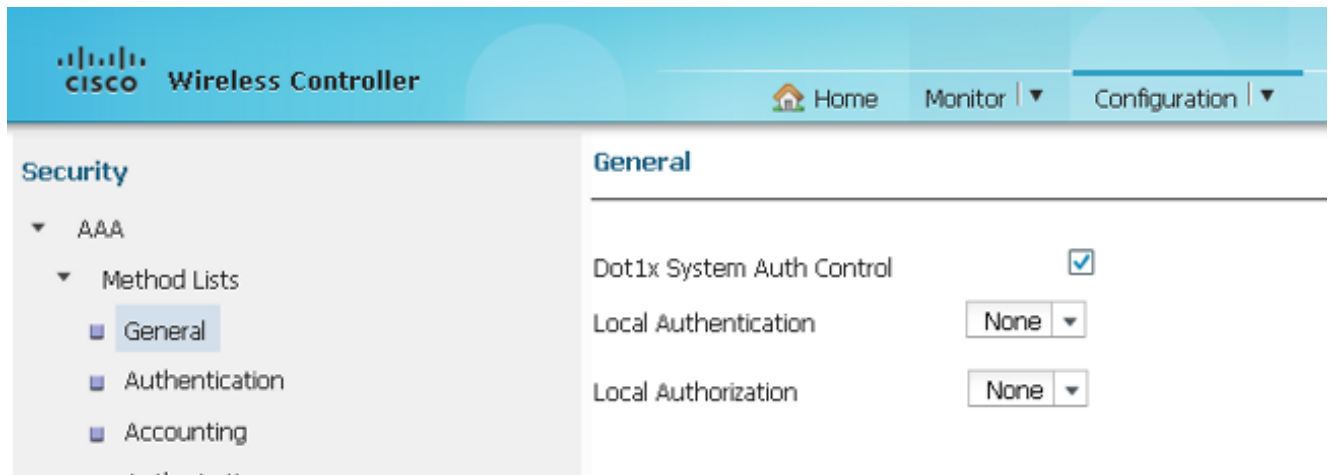 CISCO Wireless Controller
Home Monitor Configuration
Security
AAA
Method Lists
General
Authentication
Accounting
General
Dot1x System Auth Control
Local Authentication None
Local Authorization None